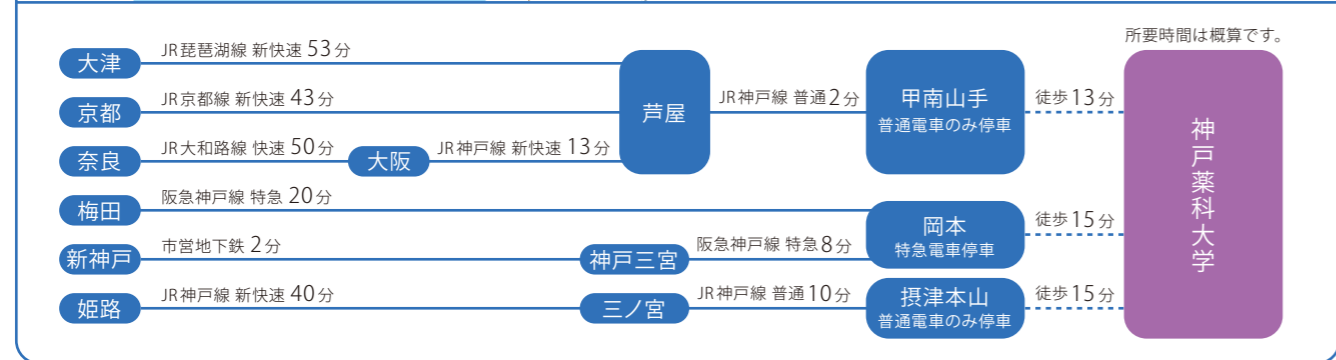 所要時間は概算です。
大津
JR琵琶湖線 新快速 53分
京都
JR京都線 新快速 43分
奈良
JR大和路線 快速 50分
大阪
JR神戸線 新快速 13分
芦屋
JR神戸線 普通2分
甲南山手
普通電車のみ停車
徒歩13分
梅田
阪急神戸線 特急 20分
新神戸
市営地下鉄 2分
神戸三宮
阪急神戸線 特急8分
岡本
特急電車停車
徒歩15分
姫路
JR神戸線 新快速 40分
三ノ宮
JR神戸線 普通10分
摂津本山
普通電車のみ停車
徒歩15分
神戸薬科大学